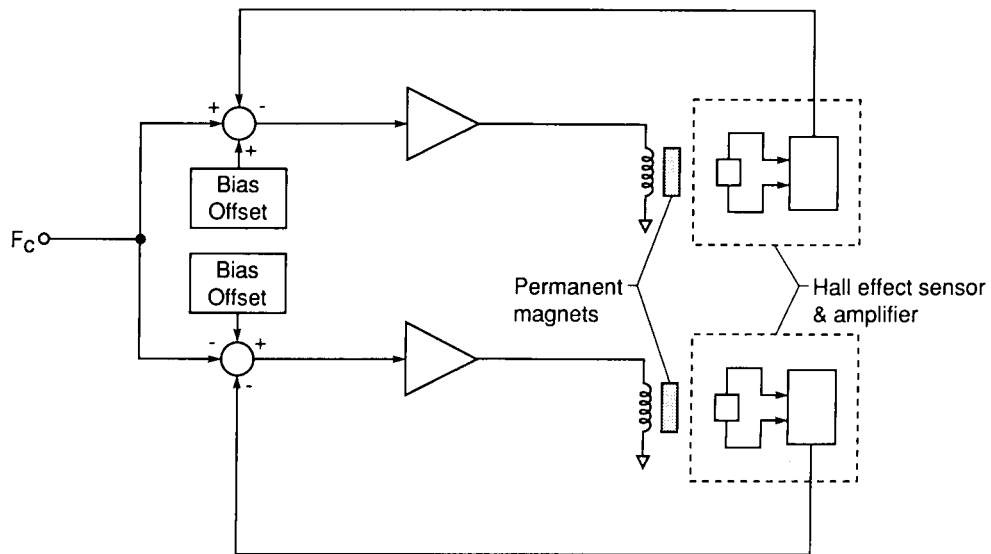 +
-
+
Bias
Offset
F_C
Bias
Offset
-
+
-
Permanent
magnets
Hall effect sensor
& amplifier